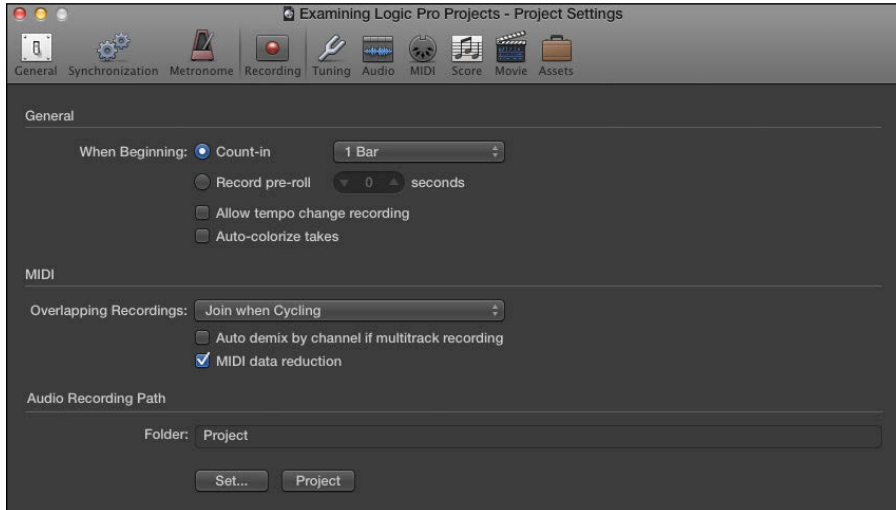 Examining Logic Pro Projects - Project Settings
General Synchronization Metronome Recording Tuning Audio MIDI Score Movie Assets
General
When Beginning: Count-in 1 Bar
Record pre-roll 0 seconds
Allow tempo change recording
Auto-colorize takes
MIDI
Overlapping Recordings: Join when Cycling
Auto demix by channel if multitrack recording
MIDI data reduction
Audio Recording Path
Folder: Project
Set... Project